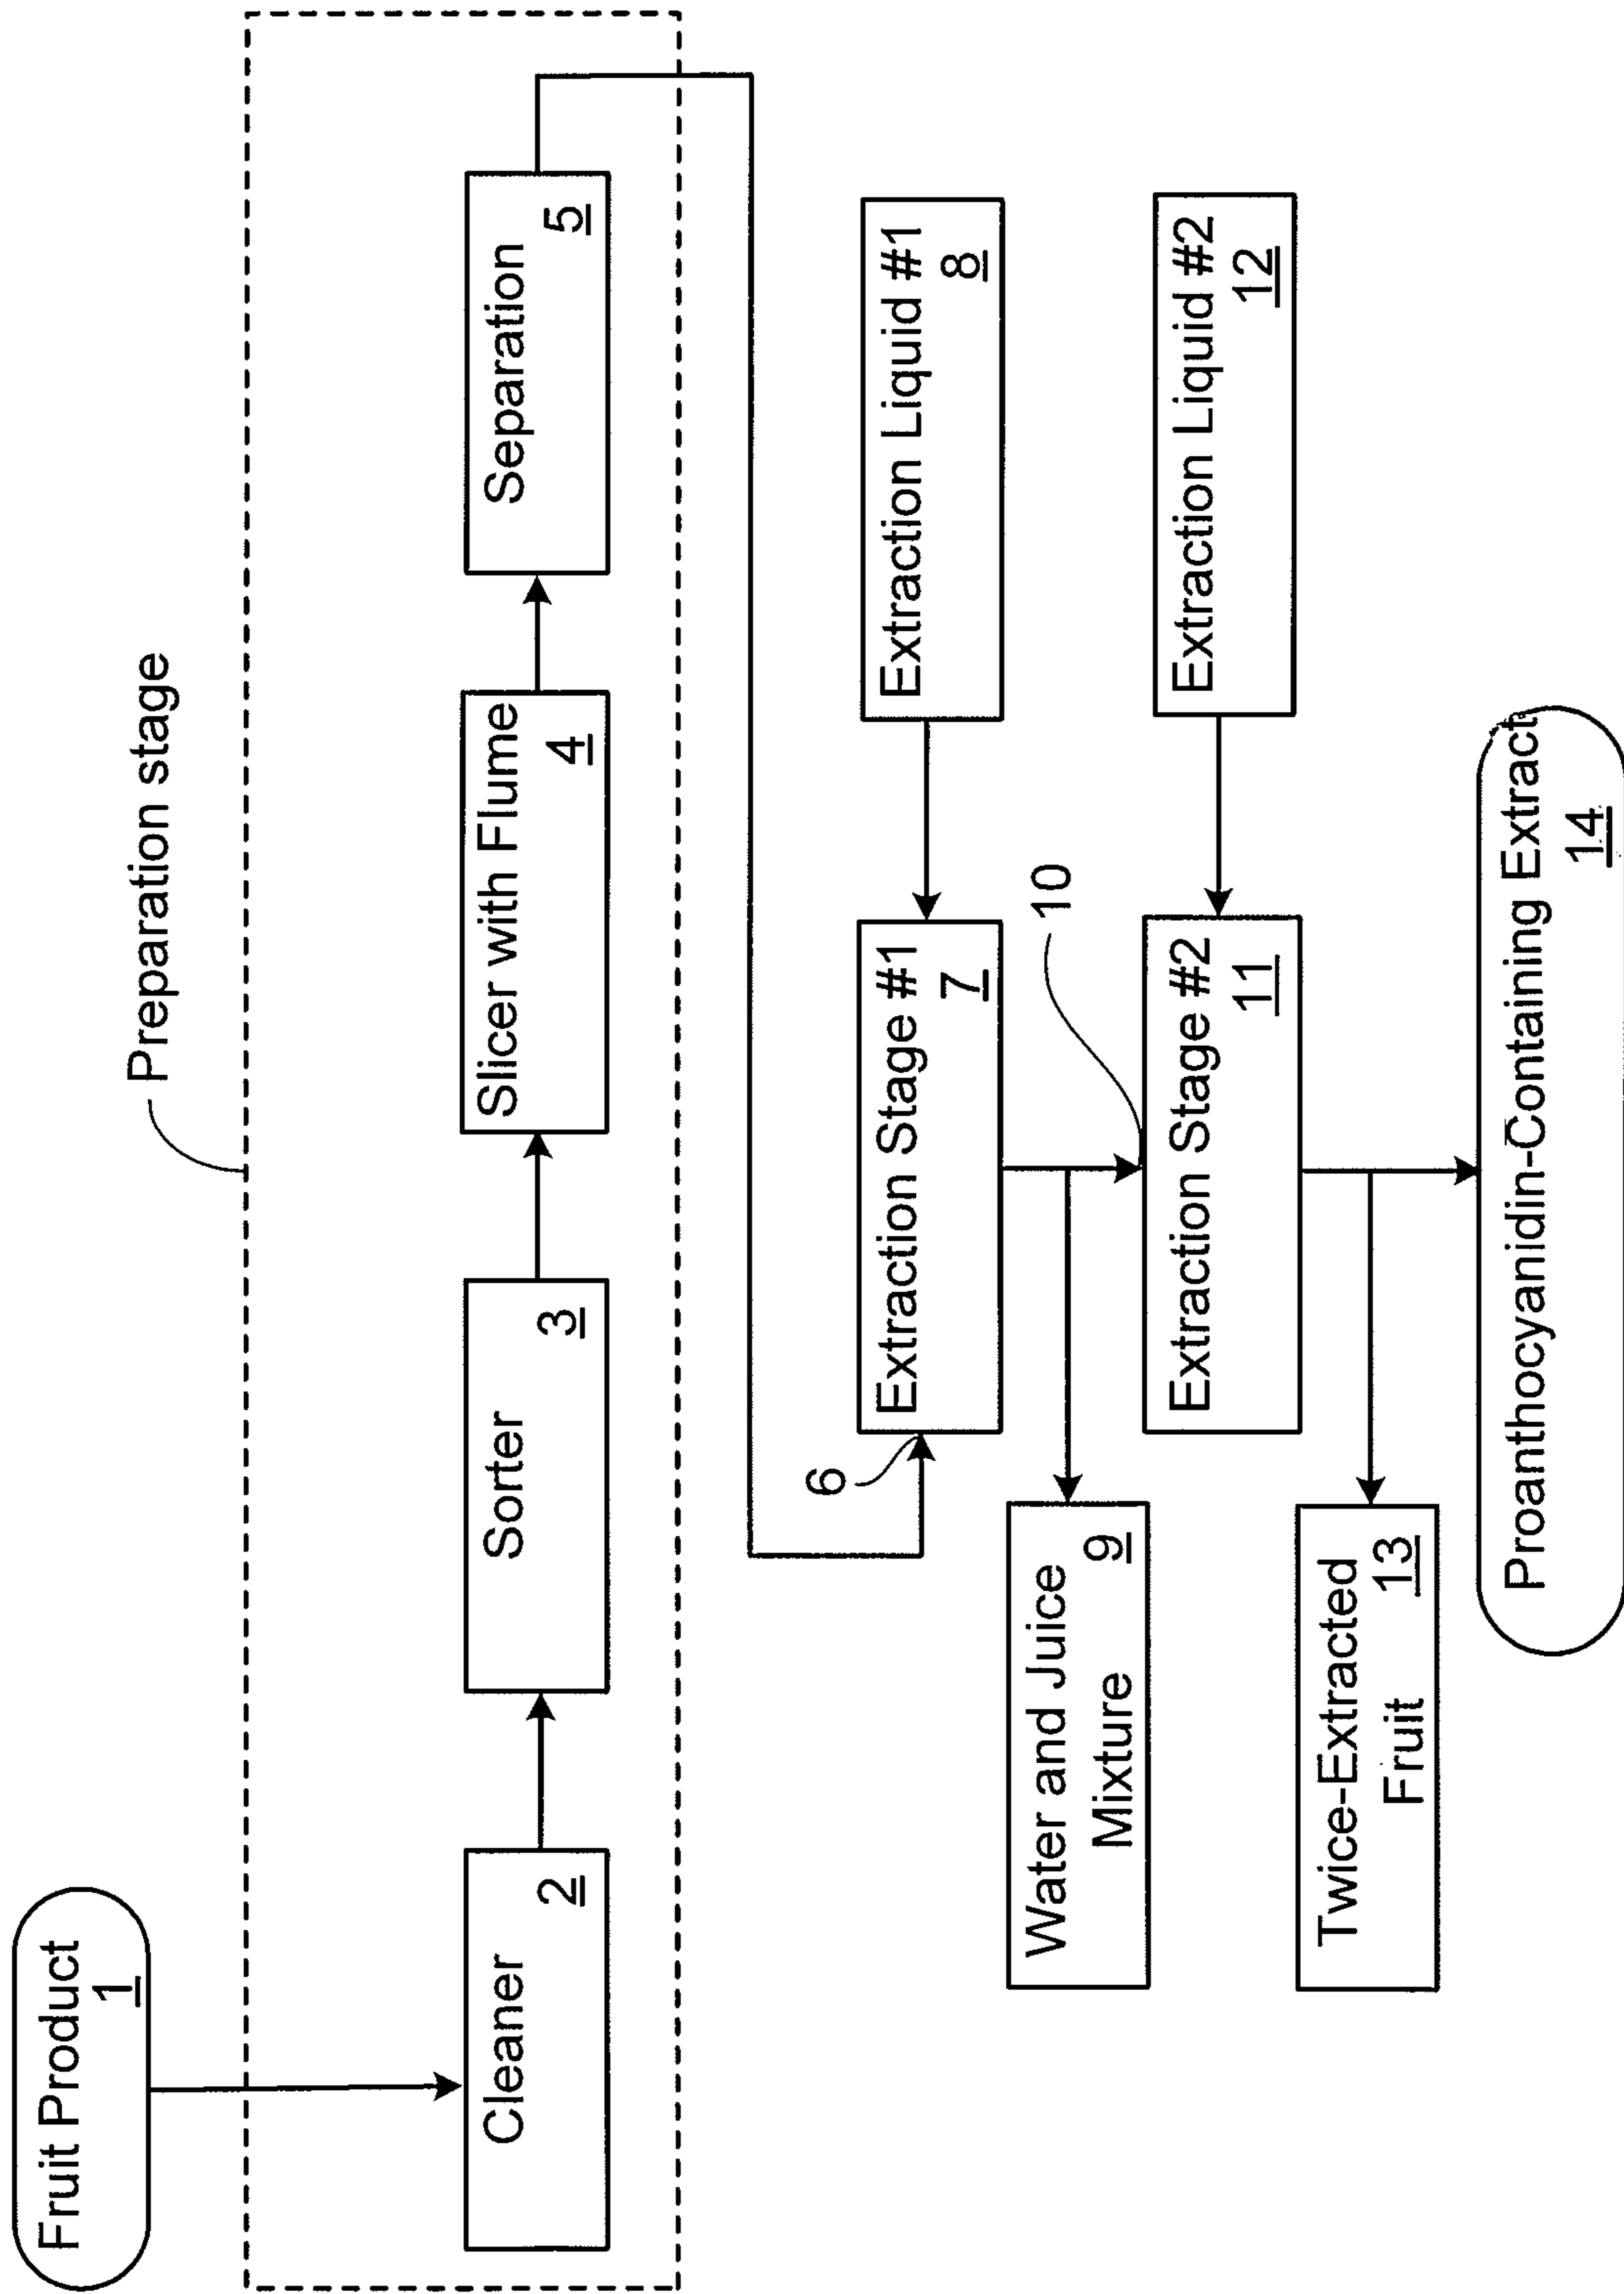 Fruit Product
1
Preparation stage
Cleaner
2
Sorter
3
Slicer with Flume
4
Separation
5
6
Extraction Stage #1
7
Extraction Liquid #1
8
Water and Juice
Mixture
9
10
Extraction Stage #2
11
Extraction Liquid #2
12
Twice-Extracted
Fruit
13
Proanthocyanidin-Containing Extract
14